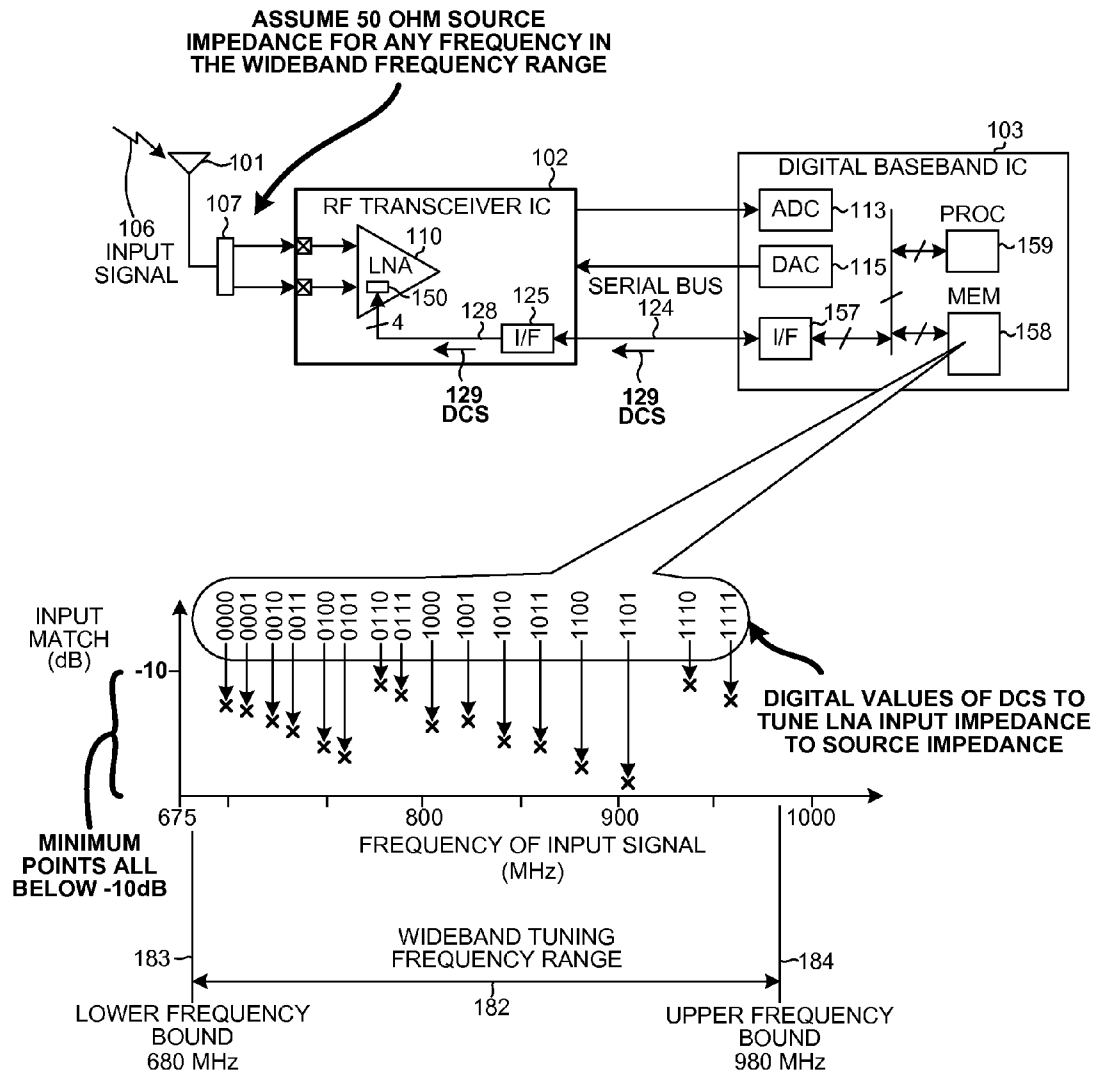 ASSUME 50 OHM SOURCE
IMPEDANCE FOR ANY FREQUENCY IN
THE WIDEBAND FREQUENCY RANGE
101
106
INPUT
SIGNAL
107
102
RF TRANSCEIVER IC
110
LNA
150
4
128
125
I/F
129
DCS
SERIAL BUS
124
129
DCS
103
DIGITAL BASEBAND IC
ADC
113
DAC
115
I/F
157
PROC
159
MEM
158
INPUT
MATCH
(dB)
-10
0000
0001
0010
0011
0100
0101
0110
0111
1000
1001
1010
1011
1100
1101
1110
1111
DIGITAL VALUES OF DCS TO
TUNE LNA INPUT IMPEDANCE
TO SOURCE IMPEDANCE
MINIMUM
POINTS ALL
BELOW -10dB
675
800
900
1000
FREQUENCY OF INPUT SIGNAL
(MHz)
WIDEBAND TUNING
FREQUENCY RANGE
182
183
184
LOWER FREQUENCY
BOUND
680 MHz
UPPER FREQUENCY
BOUND
980 MHz